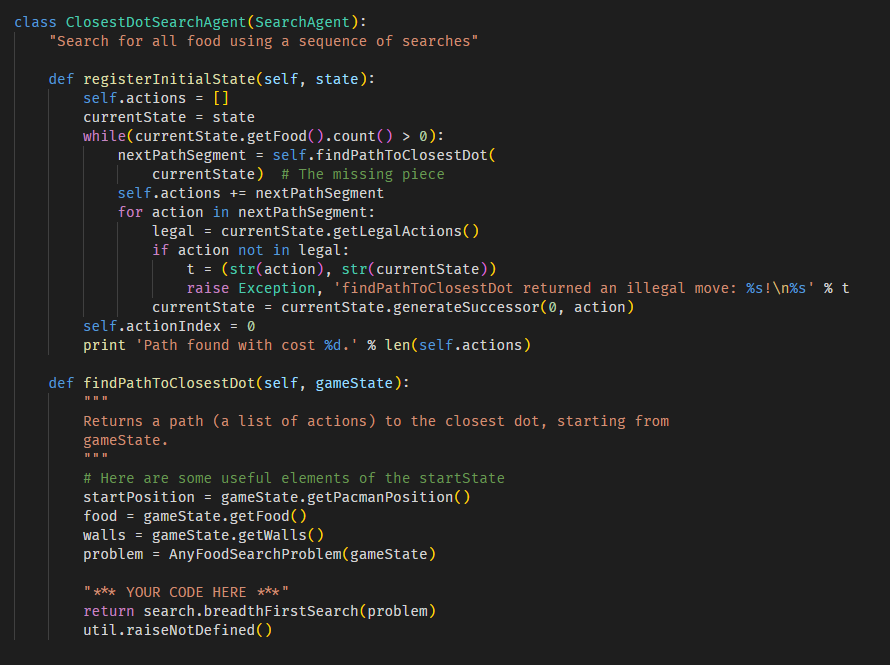 class ClosestDotSearchAgent(SearchAgent):
    "Search for all food using a sequence of searches"

    def registerInitialState(self, state):
        self.actions = []
        currentState = state
        while(currentState.getFood().count() > 0):
            nextPathSegment = self.findPathToClosestDot(
                currentState)  # The missing piece
            self.actions += nextPathSegment
            for action in nextPathSegment:
                legal = currentState.getLegalActions()
                if action not in legal:
                    t = (str(action), str(currentState))
                    raise Exception, 'findPathToClosestDot returned an illegal move: %s!\n%s' % t
                currentState = currentState.generateSuccessor(0, action)
        self.actionIndex = 0
        print 'Path found with cost %d.' % len(self.actions)

    def findPathToClosestDot(self, gameState):
        """
        Returns a path (a list of actions) to the closest dot, starting from
        gameState.
        """
        # Here are some useful elements of the startState
        startPosition = gameState.getPacmanPosition()
        food = gameState.getFood()
        walls = gameState.getWalls()
        problem = AnyFoodSearchProblem(gameState)

        "*** YOUR CODE HERE ***"
        return search.breadthFirstSearch(problem)
        util.raiseNotDefined()